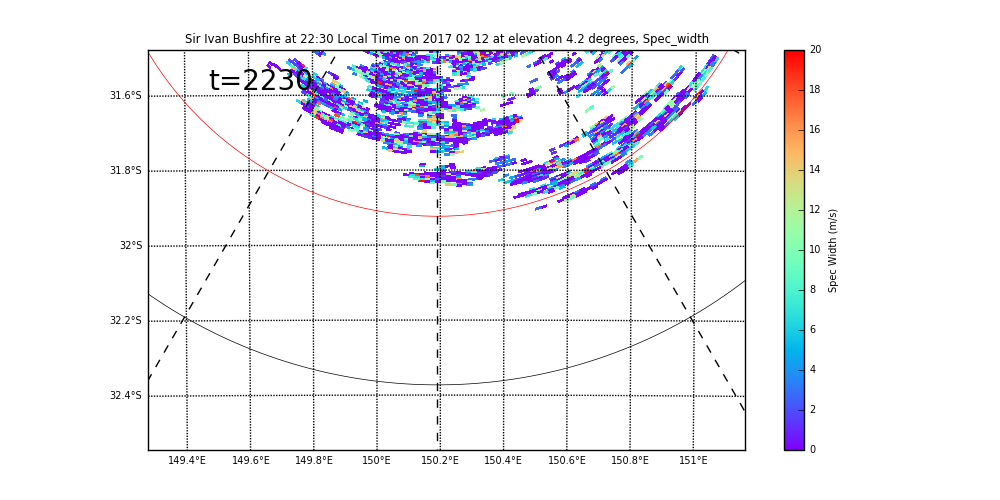 Sir Ivan Bushfire at 22:30 Local Time on 2017 02 12 at elevation 4.2 degrees, Spec_width
t=2230
31.6°S
31.8°S
32°S
32.2°S
32.4°S
149.4°E 149.6°E 149.8°E 150°E 150.2°E 150.4°E 150.6°E 150.8°E 151°E
20
18
16
14
12
10
8
6
4
2
0
Spec Width (m/s)